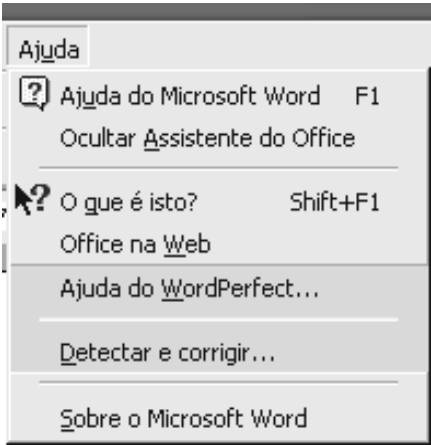 Ajuda
Ajuda do Microsoft Word F1
Ocultar Assistente do Office
O que é isto? Shift+F1
Office na Web
Ajuda do WordPerfect...
Detectar e corrigir...
Sobre o Microsoft Word